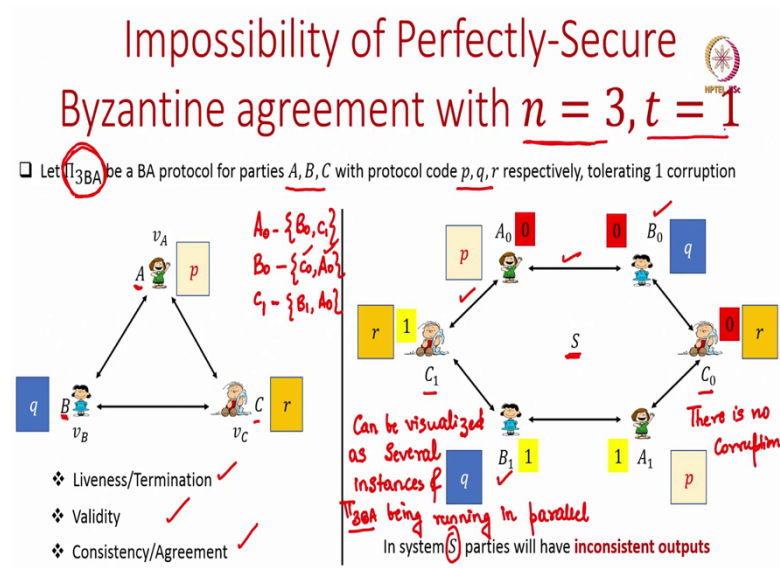 Impossibility of Perfectly-Secure
Byzantine agreement with n = 3, t = 1
NPTEL
❑ Let Π3BA be a BA protocol for parties A, B, C with protocol code p, q, r respectively, tolerating 1 corruption
vA
A
p
q
B
vB
C
r
vC
A0 - {B0, C1}
B0 - {C0, A0}
C1 - {B1, A0}
❖ Liveness/Termination
❖ Validity
❖ Consistency/Agreement
p
A0
0
0
B0
q
r
1
C1
S
0
r
C0
B1
1
q
1
A1
p
Can be visualized
as Several
instances of
Π3BA being running in parallel
There is no
Corruption
In system S parties will have inconsistent outputs